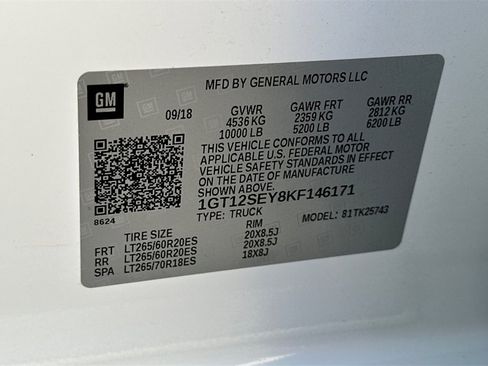 MFD BY GENERAL MOTORS LLC
GM
09/18 GVWR GAWR FRT GAWR RR
4536 KG 2359 KG 2812 KG
10000 LB 5200 LB 6200 LB
THIS VEHICLE CONFORMS TO ALL
APPLICABLE U.S. FEDERAL MOTOR
VEHICLE SAFETY STANDARDS IN EFFECT
ON THE DATE OF MANUFACTURE
SHOWN ABOVE.
1GT12SEY8KF146171
8624 TYPE: TRUCK MODEL: 81TK25743
TIRE SIZE RIM
FRT LT265/60R20ES 20X8.5J
RR LT265/60R20ES 20X8.5J
SPA LT265/70R18ES 18X8J